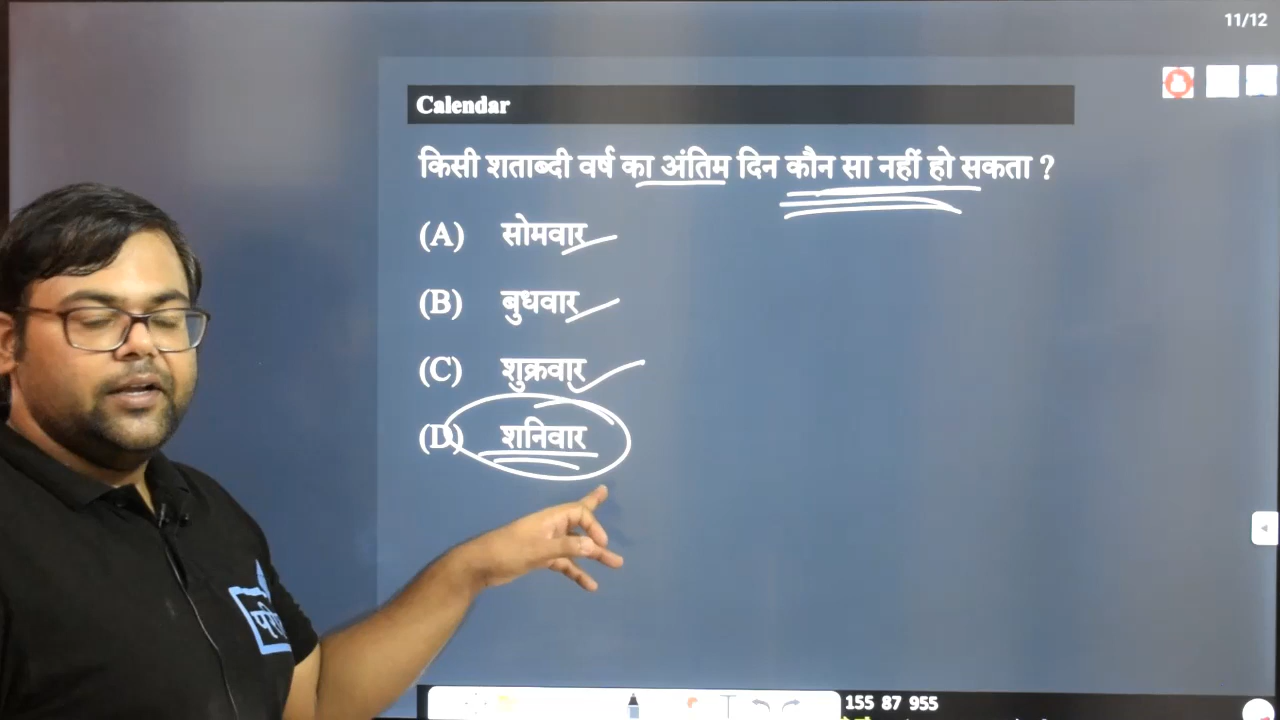 11/12
Calendar
किसी शताब्दी वर्ष का अंतिम दिन कौन सा नहीं हो सकता ?
(A) सोमवार
(B) बुधवार
(C) शुक्रवार
(D) शनिवार
155 87 955